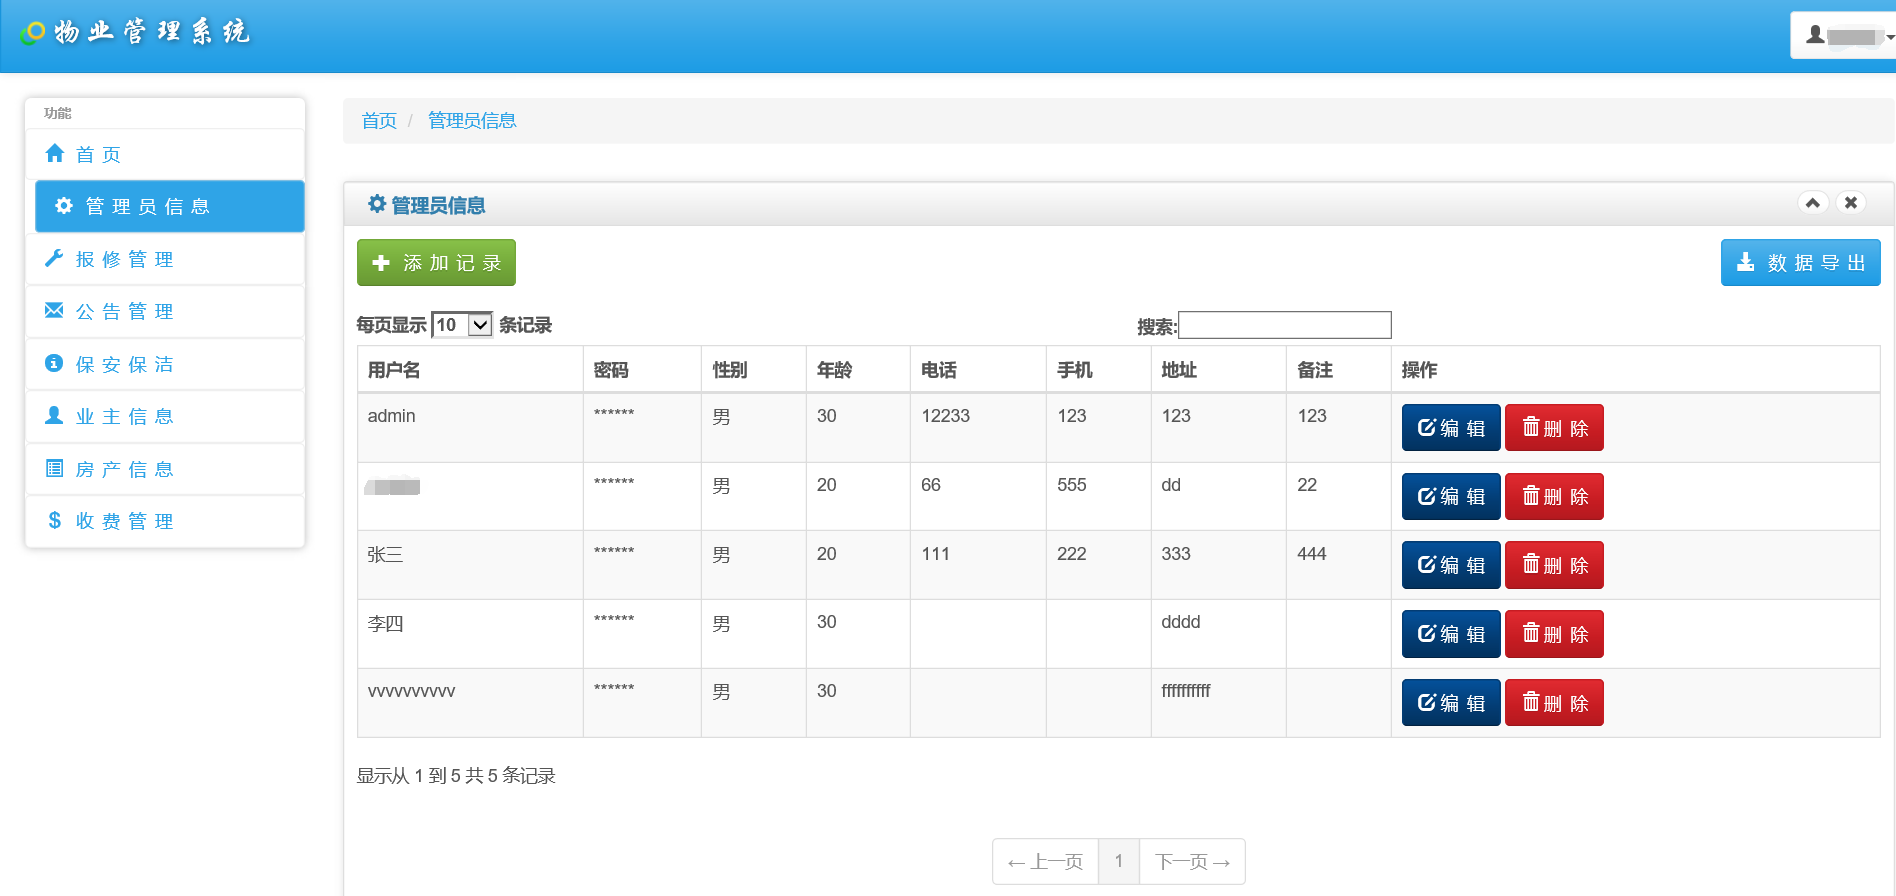 物业管理系统
功能
首页
管理员信息
报修管理
公告管理
保安保洁
业主信息
房产信息
收费管理
首页 / 管理员信息
管理员信息
添加记录 数据导出
每页显示 10 条记录 搜索:
用户名 密码 性别 年龄 电话 手机 地址 备注 操作
admin ****** 男 30 12233 123 123 123 编辑 删除
****** 男 20 66 555 dd 22 编辑 删除
张三 ****** 男 20 111 222 333 444 编辑 删除
李四 ****** 男 30 dddd 编辑 删除
vvvvvvvvvv ****** 男 30 ffffffffff 编辑 删除
显示从 1 到 5 共 5 条记录
← 上一页 1 下一页 →